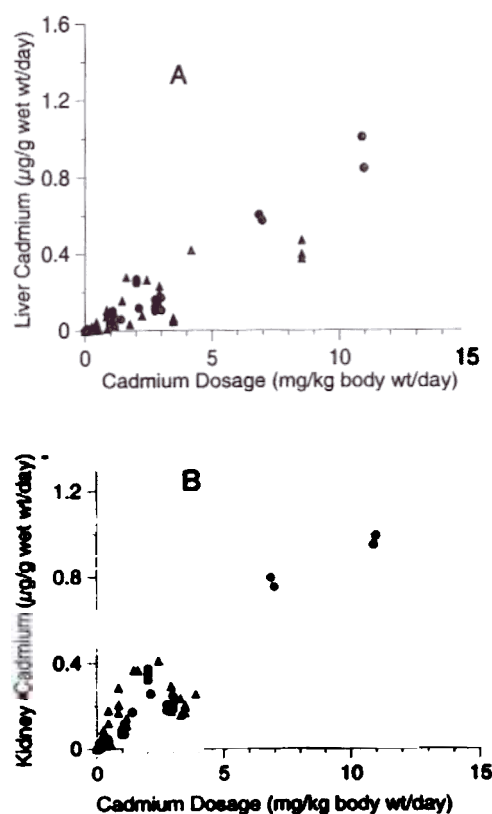 A
Liver Cadmium (µg/g wet wt/day)
1.6
1.2
0.8
0.4
0
0 5 10 15
Cadmium Dosage (mg/kg body wt/day)
B
Kidney Cadmium (µg/g wet wt/day)
1.2
0.8
0.4
0
0 5 10 15
Cadmium Dosage (mg/kg body wt/day)